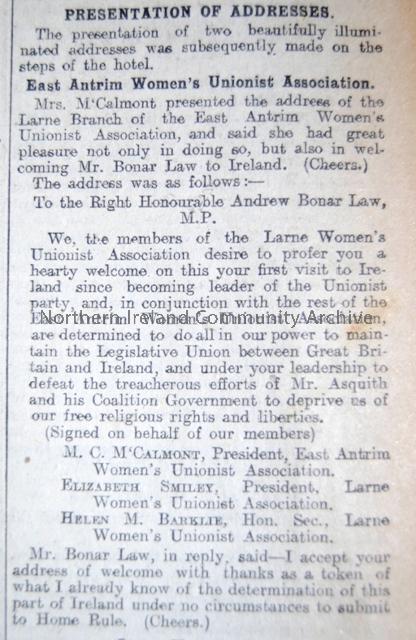 PRESENTATION OF ADDRESSES.
The presentation of two beautifully illumi-
nated addresses was subsequently made on the
steps of the hotel.
East Antrim Women's Unionist Association.
Mrs. M'Calmont presented the address of the
Larne Branch of the East Antrim Women's
Unionist Association, and said she had great
pleasure not only in doing so, but also in wel-
coming Mr. Bonar Law to Ireland. (Cheers.)
The address was as follows:—
To the Right Honourable Andrew Bonar Law,
M.P.
We, the members of the Larne Women's
Unionist Association desire to profer you a
hearty welcome on this your first visit to Ire-
land since becoming leader of the Unionist
party, and, in conjunction with the rest of the
East Antrim Women's Unionist Association,
Northern Ireland Community Archive
are determined to do all in our power to main-
tain the Legislative Union between Great Bri-
tain and Ireland, and under your leadership to
defeat the treacherous efforts of Mr. Asquith
and his Coalition Government to deprive us of
our free religious rights and liberties.
(Signed on behalf of our members)
M. C. M'CALMONT, President, East Antrim
Women's Unionist Association.
ELIZABETH SMILEY, President, Larne
Women's Unionist Association.
HELEN M. BARKLIE, Hon. Sec., Larne
Women's Unionist Association.
Mr. Bonar Law, in reply, said—I accept your
address of welcome with thanks as a token of
what I already know of the determination of this
part of Ireland under no circumstances to submit
to Home Rule. (Cheers.)